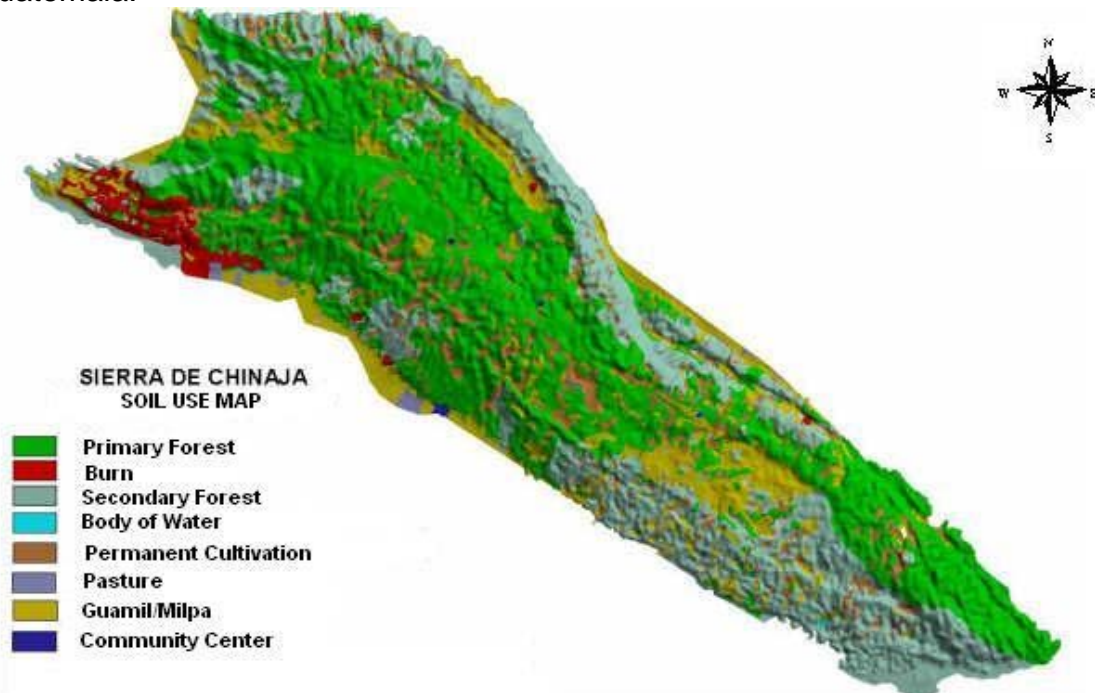 N
W
S
SIERRA DE CHINAJA
SOIL USE MAP
Primary Forest
Burn
Secondary Forest
Body of Water
Permanent Cultivation
Pasture
Guamil/Milpa
Community Center